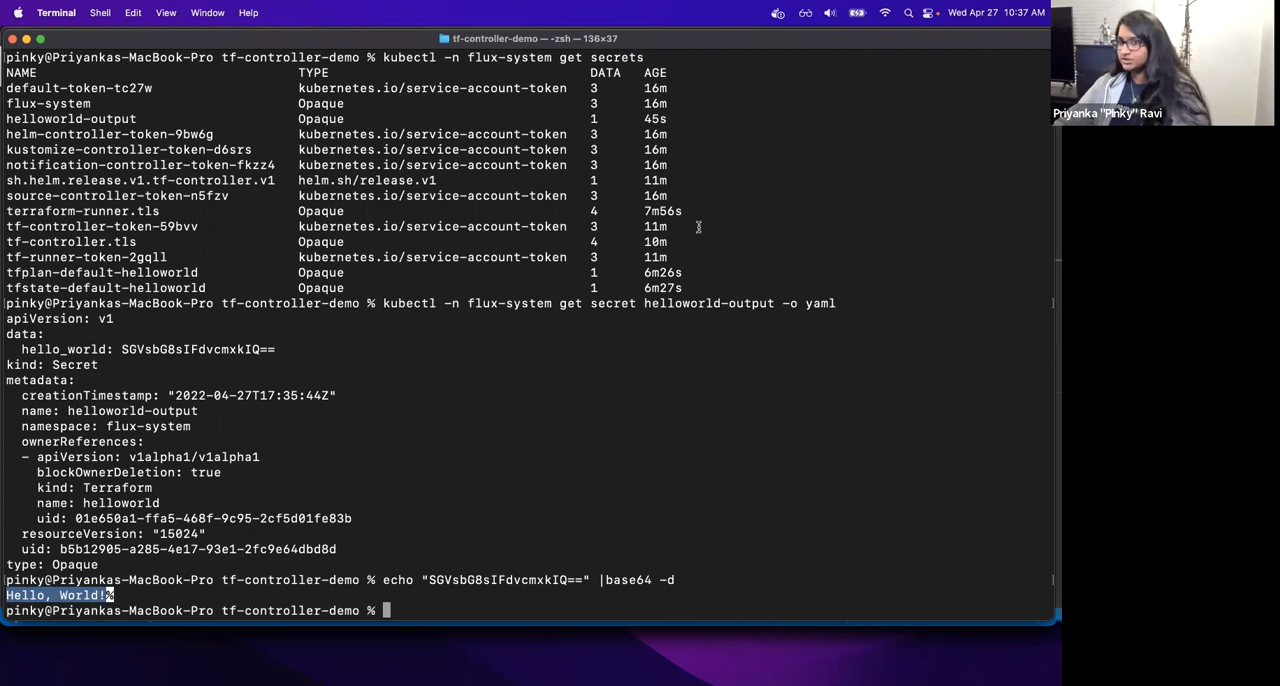 Terminal Shell Edit View Window Help Wed Apr 27 10:37 AM
tf-controller-demo — -zsh — 136×37
pinky@Priyankas-MacBook-Pro tf-controller-demo % kubectl -n flux-system get secrets
NAME TYPE DATA AGE
default-token-tc27w kubernetes.io/service-account-token 3 16m
flux-system Opaque 3 16m
helloworld-output Opaque 1 45s
helm-controller-token-9bw6g kubernetes.io/service-account-token 3 16m
kustomize-controller-token-d6srs kubernetes.io/service-account-token 3 16m
notification-controller-token-fkzz4 kubernetes.io/service-account-token 3 16m
sh.helm.release.v1.tf-controller.v1 helm.sh/release.v1 1 11m
source-controller-token-n5fzv kubernetes.io/service-account-token 3 16m
terraform-runner.tls Opaque 4 7m56s
tf-controller-token-59bvv kubernetes.io/service-account-token 3 11m
tf-controller.tls Opaque 4 10m
tf-runner-token-2gqll kubernetes.io/service-account-token 3 11m
tfplan-default-helloworld Opaque 1 6m26s
tfstate-default-helloworld Opaque 1 6m27s
pinky@Priyankas-MacBook-Pro tf-controller-demo % kubectl -n flux-system get secret helloworld-output -o yaml
apiVersion: v1
data:
  hello_world: SGVsbG8sIFdvcmxkIQ==
kind: Secret
metadata:
  creationTimestamp: "2022-04-27T17:35:44Z"
  name: helloworld-output
  namespace: flux-system
  ownerReferences:
  - apiVersion: v1alpha1/v1alpha1
    blockOwnerDeletion: true
    kind: Terraform
    name: helloworld
    uid: 01e650a1-ffa5-468f-9c95-2cf5d01fe83b
  resourceVersion: "15024"
  uid: b5b12905-a285-4e17-93e1-2fc9e64dbd8d
type: Opaque
pinky@Priyankas-MacBook-Pro tf-controller-demo % echo "SGVsbG8sIFdvcmxkIQ==" |base64 -d
Hello, World!%
pinky@Priyankas-MacBook-Pro tf-controller-demo %
Priyanka "Pinky" Ravi